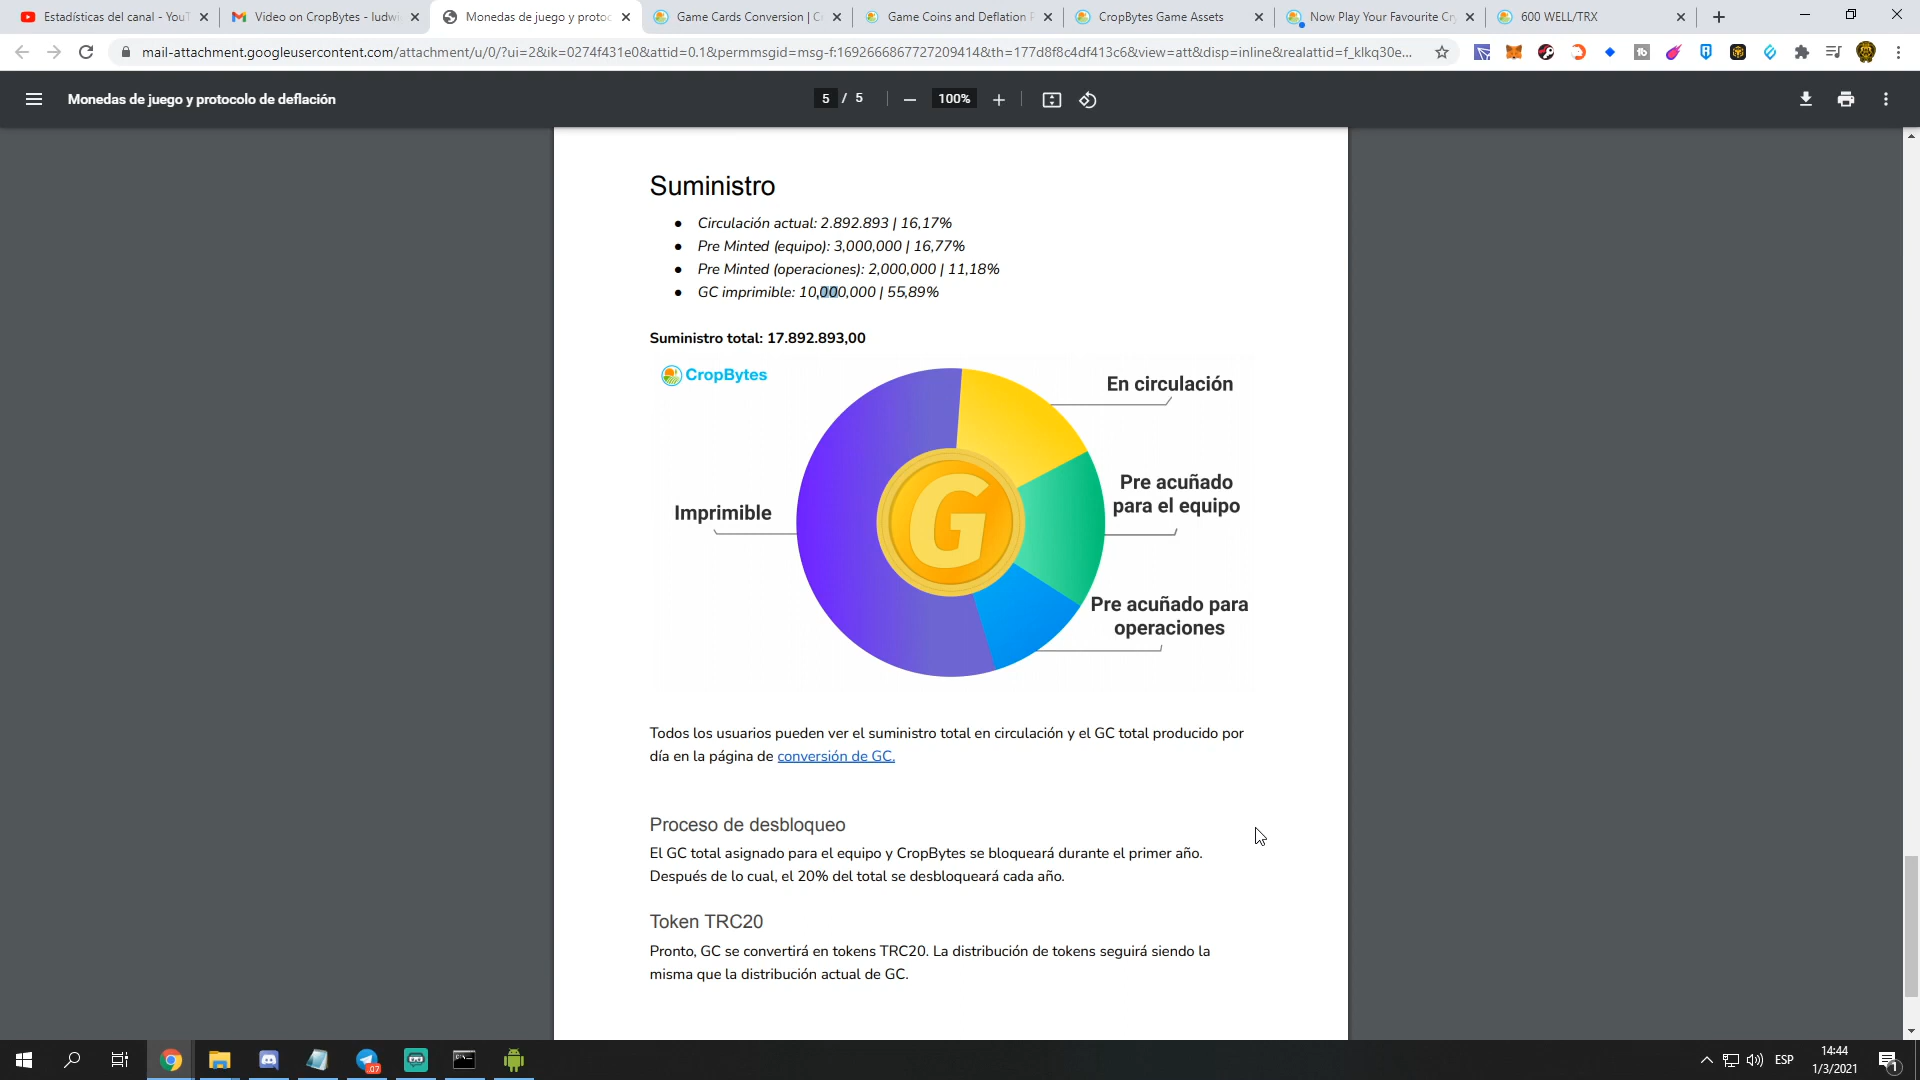 Estadísticas del canal - YouT
Video on CropBytes - ludwi
Monedas de juego y protoc
Game Cards Conversion | C
Game Coins and Deflation P
CropBytes Game Assets
Now Play Your Favourite Cr
600 WELL/TRX
mail-attachment.googleusercontent.com/attachment/u/0/?ui=2&ik=0274f431e0&attid=0.1&permmsgid=msg-f:1692666867727209414&th=177d8f8c4df413c6&view=att&disp=inline&realattid=f_klkq30e...
Monedas de juego y protocolo de deflación
5 / 5
100%
Suministro
● Circulación actual: 2.892.893 | 16,17%
● Pre Minted (equipo): 3,000,000 | 16,77%
● Pre Minted (operaciones): 2,000,000 | 11,18%
● GC imprimible: 10,000,000 | 55,89%
Suministro total: 17.892.893,00
CropBytes
En circulación
Pre acuñado
para el equipo
Imprimible
G
Pre acuñado para
operaciones
Todos los usuarios pueden ver el suministro total en circulación y el GC total producido por
día en la página de conversión de GC.
Proceso de desbloqueo
El GC total asignado para el equipo y CropBytes se bloqueará durante el primer año.
Después de lo cual, el 20% del total se desbloqueará cada año.
Token TRC20
Pronto, GC se convertirá en tokens TRC20. La distribución de tokens seguirá siendo la
misma que la distribución actual de GC.
ESP
14:44
1/3/2021
1